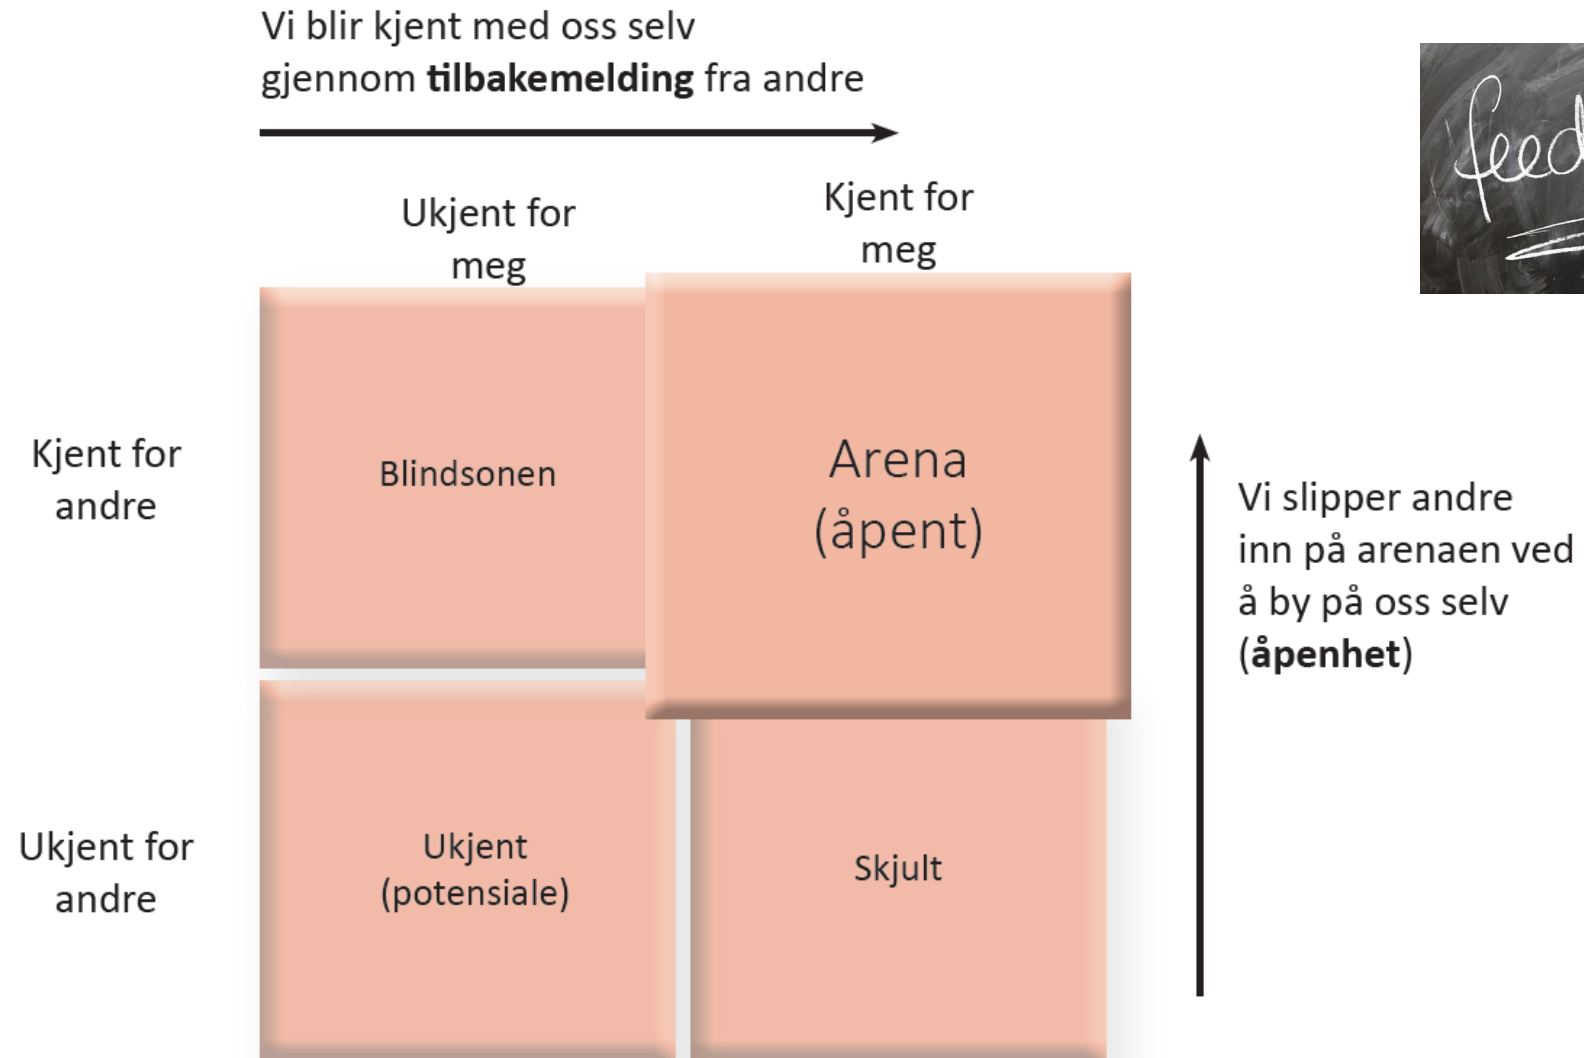 Vi blir kjent med oss selv
gjennom tilbakemelding fra andre
Ukjent for
meg
Kjent for
meg
Kjent for
andre
Blindsonen
Arena
(åpent)
Vi slipper andre
inn på arenaen ved
å by på oss selv
(åpenhet)
Ukjent for
andre
Ukjent
(potensiale)
Skjult